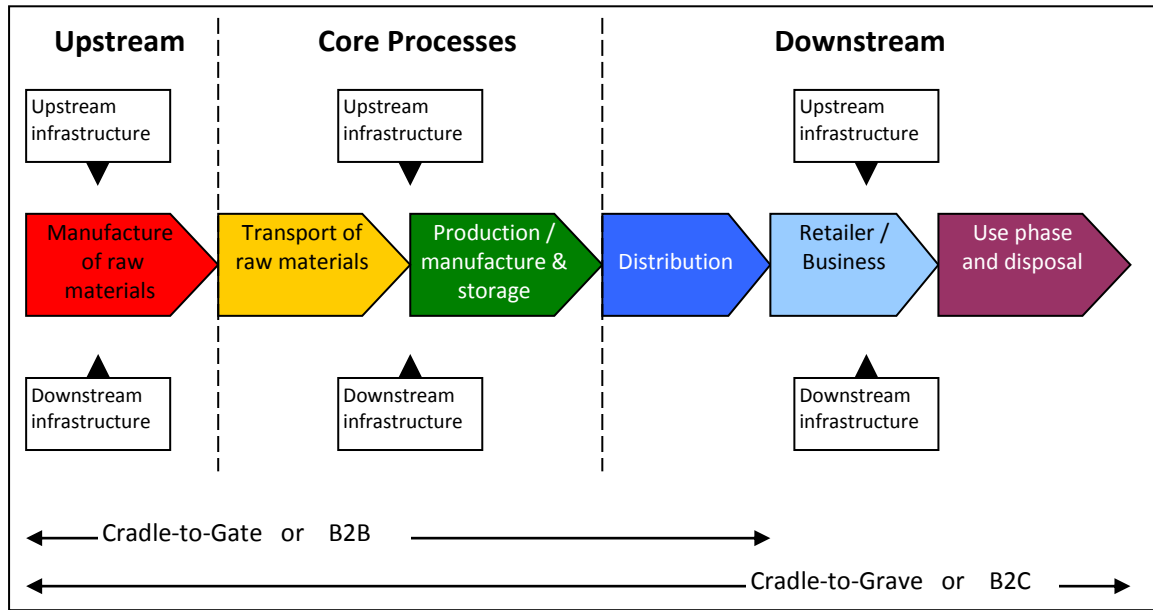 Upstream
Core Processes
Downstream
Upstream
infrastructure
Upstream
infrastructure
Upstream
infrastructure
Manufacture
of raw
materials
Transport of
raw materials
Production /
manufacture &
storage
Distribution
Retailer /
Business
Use phase
and disposal
Downstream
infrastructure
Downstream
infrastructure
Downstream
infrastructure
Cradle-to-Gate or B2B
Cradle-to-Grave or B2C